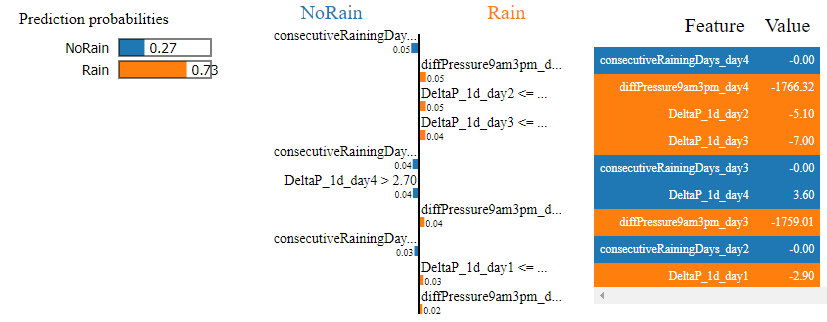 Prediction probabilities
NoRain 0.27
Rain 0.73
NoRain Rain
consecutiveRainingDay...
0.05
diffPressure9am3pm_d...
0.05
DeltaP_1d_day2 <= ...
0.05
DeltaP_1d_day3 <= ...
0.04
consecutiveRainingDay...
0.04
DeltaP_1d_day4 > 2.70
0.04
diffPressure9am3pm_d...
0.04
consecutiveRainingDay...
0.03
DeltaP_1d_day1 <= ...
0.03
diffPressure9am3pm_d...
0.02
Feature Value
consecutiveRainingDays_day4 -0.00
diffPressure9am3pm_day4 -1766.32
DeltaP_1d_day2 -5.10
DeltaP_1d_day3 -7.00
consecutiveRainingDays_day3 -0.00
DeltaP_1d_day4 3.60
diffPressure9am3pm_day3 -1759.01
consecutiveRainingDays_day2 -0.00
DeltaP_1d_day1 -2.90